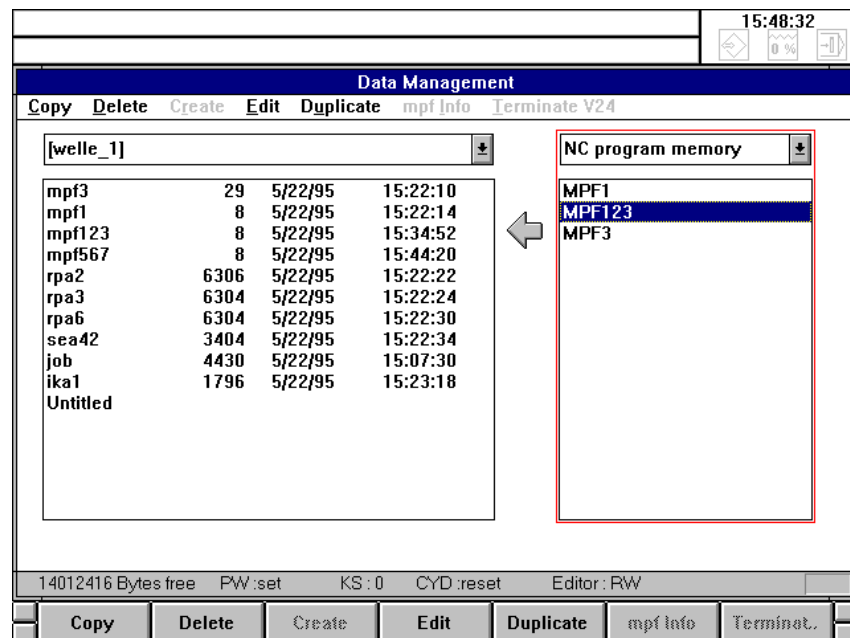 15:48:32
0 %
Data Management
Copy Delete Create Edit Duplicate mpf Info Terminate V24
[welle_1] NC program memory
mpf3 29 5/22/95 15:22:10 MPF1
mpf1 8 5/22/95 15:22:14 MPF123
mpf123 8 5/22/95 15:34:52 MPF3
mpf567 8 5/22/95 15:44:20
rpa2 6306 5/22/95 15:22:22
rpa3 6304 5/22/95 15:22:24
rpa6 6304 5/22/95 15:22:30
sea42 3404 5/22/95 15:22:34
job 4430 5/22/95 15:07:30
ika1 1796 5/22/95 15:23:18
Untitled
14012416 Bytes free PW :set KS : 0 CYD :reset Editor : RW
Copy Delete Create Edit Duplicate mpf Info Terminat..